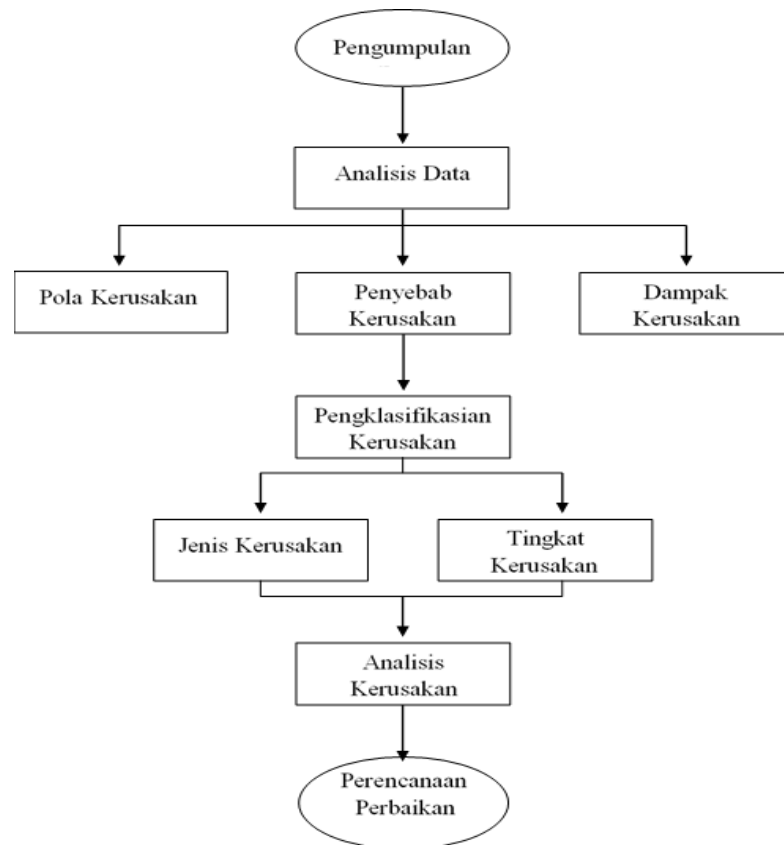 Pengumpulan
Analisis Data
Pola Kerusakan
Penyebab
Kerusakan
Dampak
Kerusakan
Pengklasifikasian
Kerusakan
Jenis Kerusakan
Tingkat
Kerusakan
Analisis
Kerusakan
Perencanaan
Perbaikan